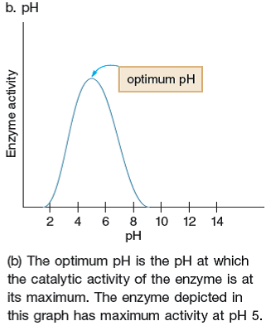 b. pH
optimum pH
Enzyme activity
2 4 6 8 10 12 14
pH
(b) The optimum pH is the pH at which
the catalytic activity of the enzyme is at
its maximum. The enzyme depicted in
this graph has maximum activity at pH 5.